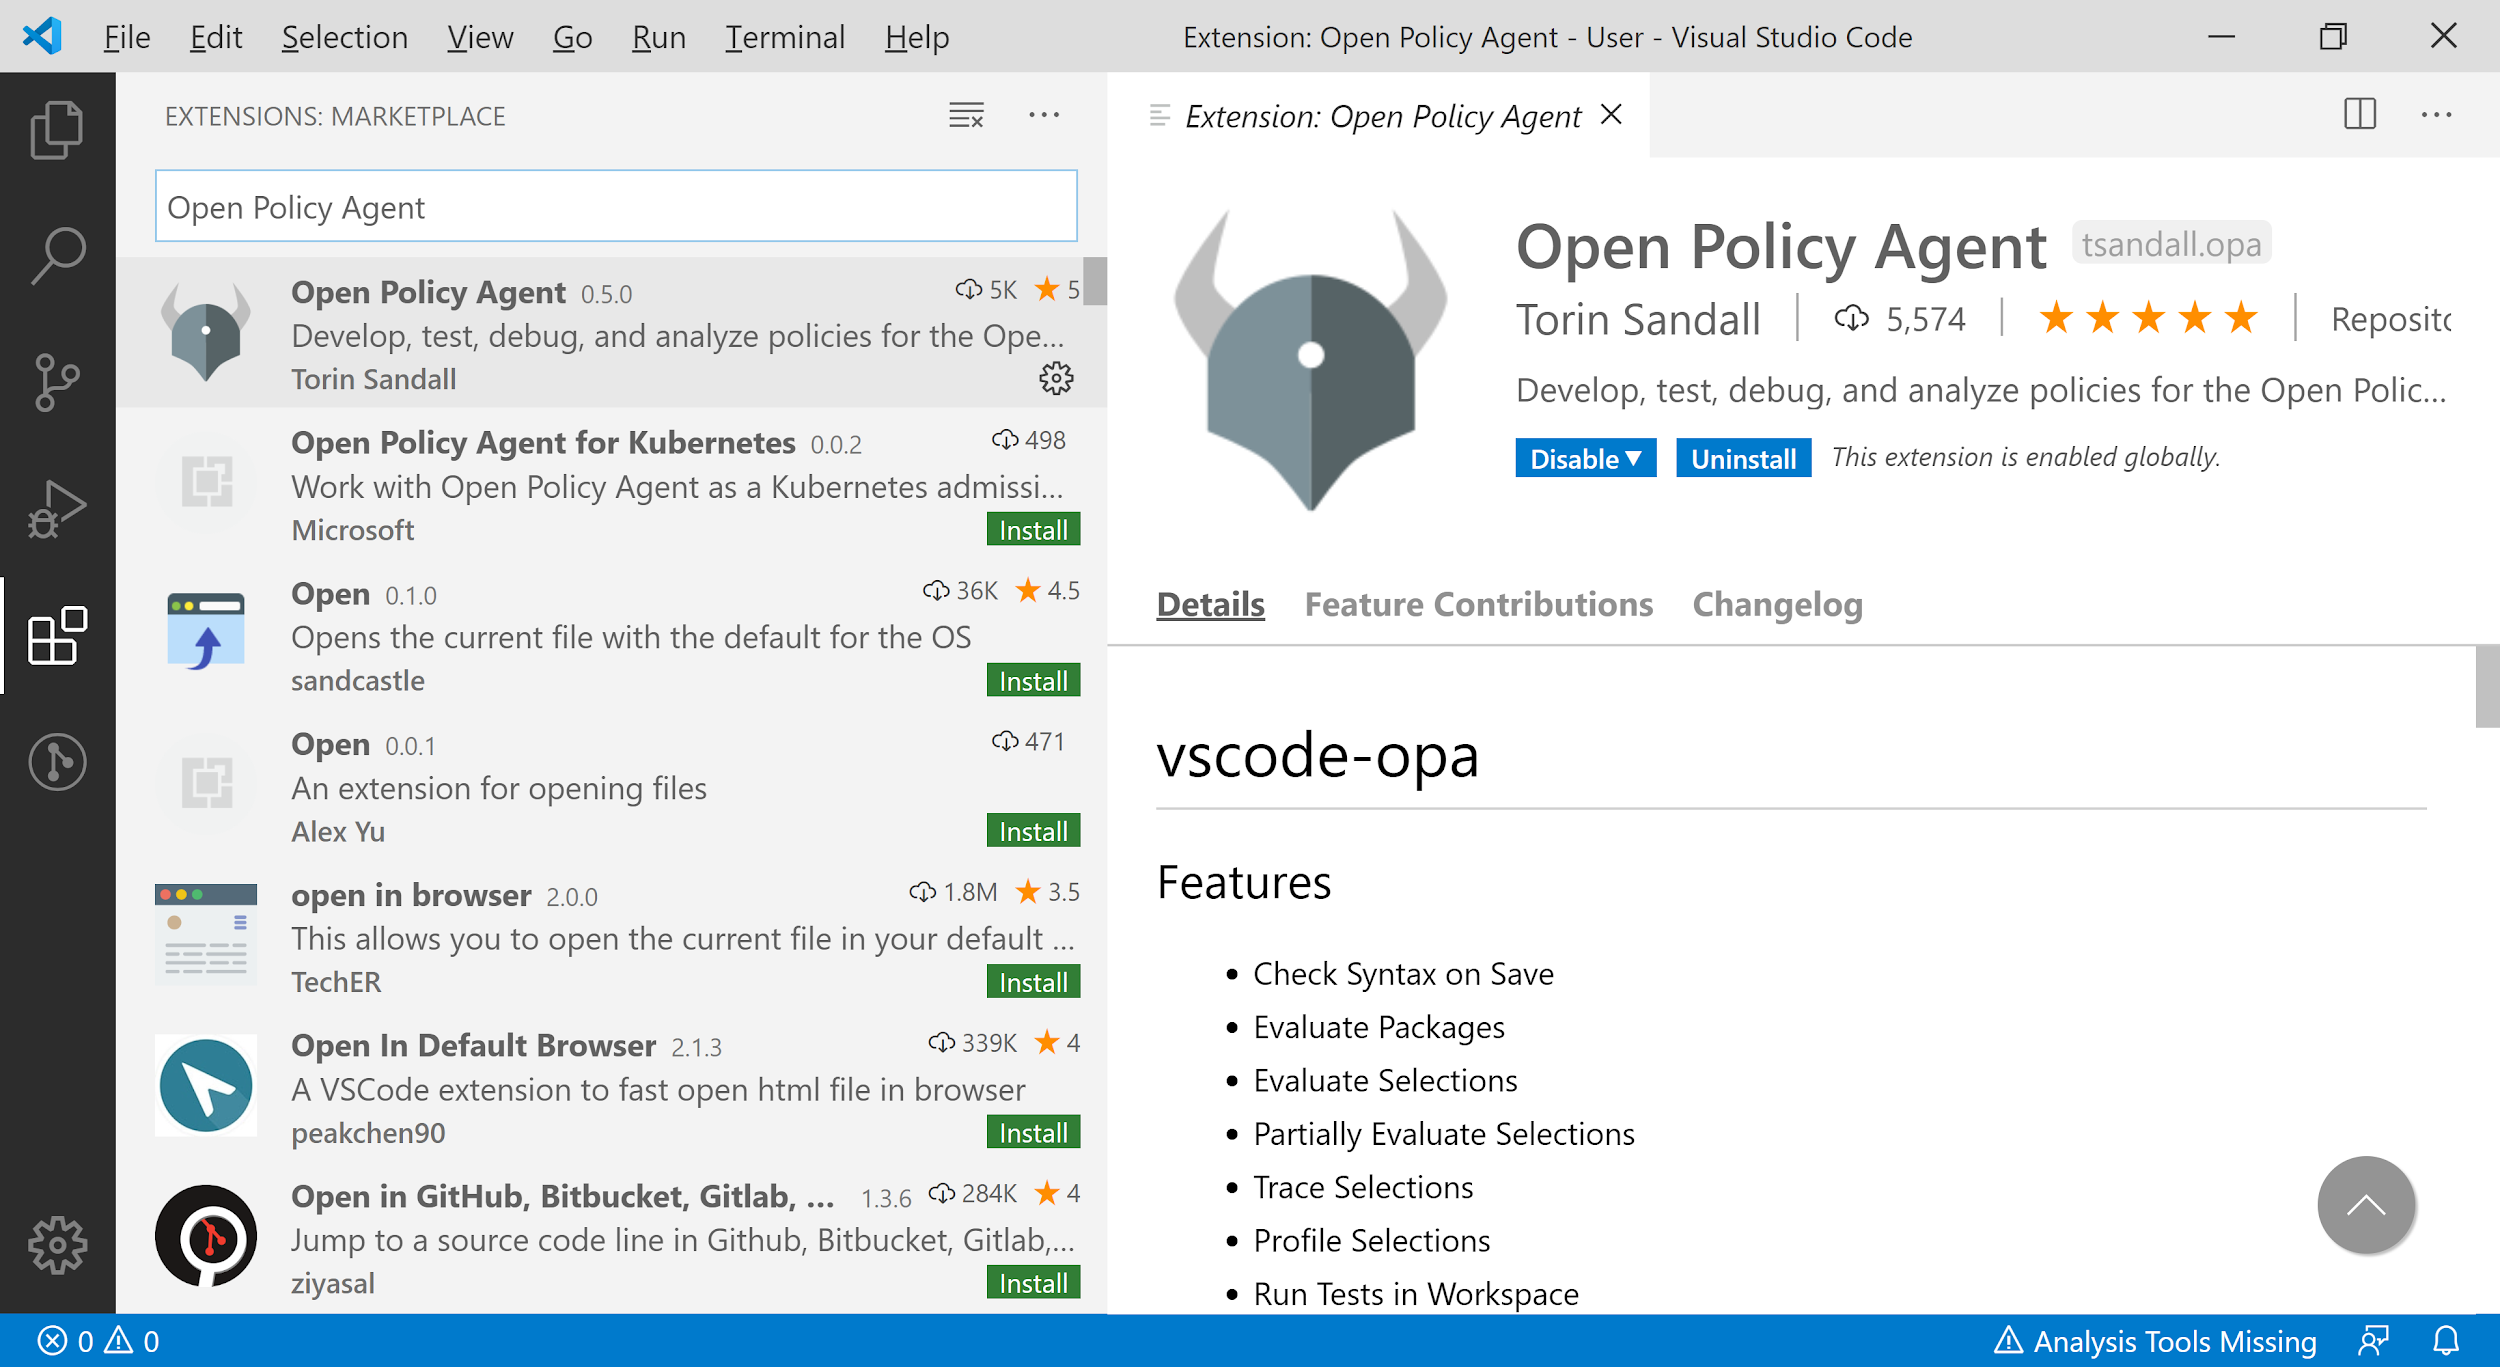 File Edit Selection View Go Run Terminal Help
Extension: Open Policy Agent - User - Visual Studio Code
EXTENSIONS: MARKETPLACE
Open Policy Agent
Open Policy Agent 0.5.0 5K 5
Develop, test, debug, and analyze policies for the Ope...
Torin Sandall
Open Policy Agent for Kubernetes 0.0.2 498
Work with Open Policy Agent as a Kubernetes admissi...
Microsoft Install
Open 0.1.0 36K 4.5
Opens the current file with the default for the OS
sandcastle Install
Open 0.0.1 471
An extension for opening files
Alex Yu Install
open in browser 2.0.0 1.8M 3.5
This allows you to open the current file in your default ...
TechER Install
Open In Default Browser 2.1.3 339K 4
A VSCode extension to fast open html file in browser
peakchen90 Install
Open in GitHub, Bitbucket, Gitlab, ... 1.3.6 284K 4
Jump to a source code line in Github, Bitbucket, Gitlab,...
ziyasal Install
Extension: Open Policy Agent
Open Policy Agent tsandall.opa
Torin Sandall 5,574
Develop, test, debug, and analyze policies for the Open Polic...
Disable Uninstall This extension is enabled globally.
Details Feature Contributions Changelog
vscode-opa
Features
• Check Syntax on Save
• Evaluate Packages
• Evaluate Selections
• Partially Evaluate Selections
• Trace Selections
• Profile Selections
• Run Tests in Workspace
0 0
Analysis Tools Missing